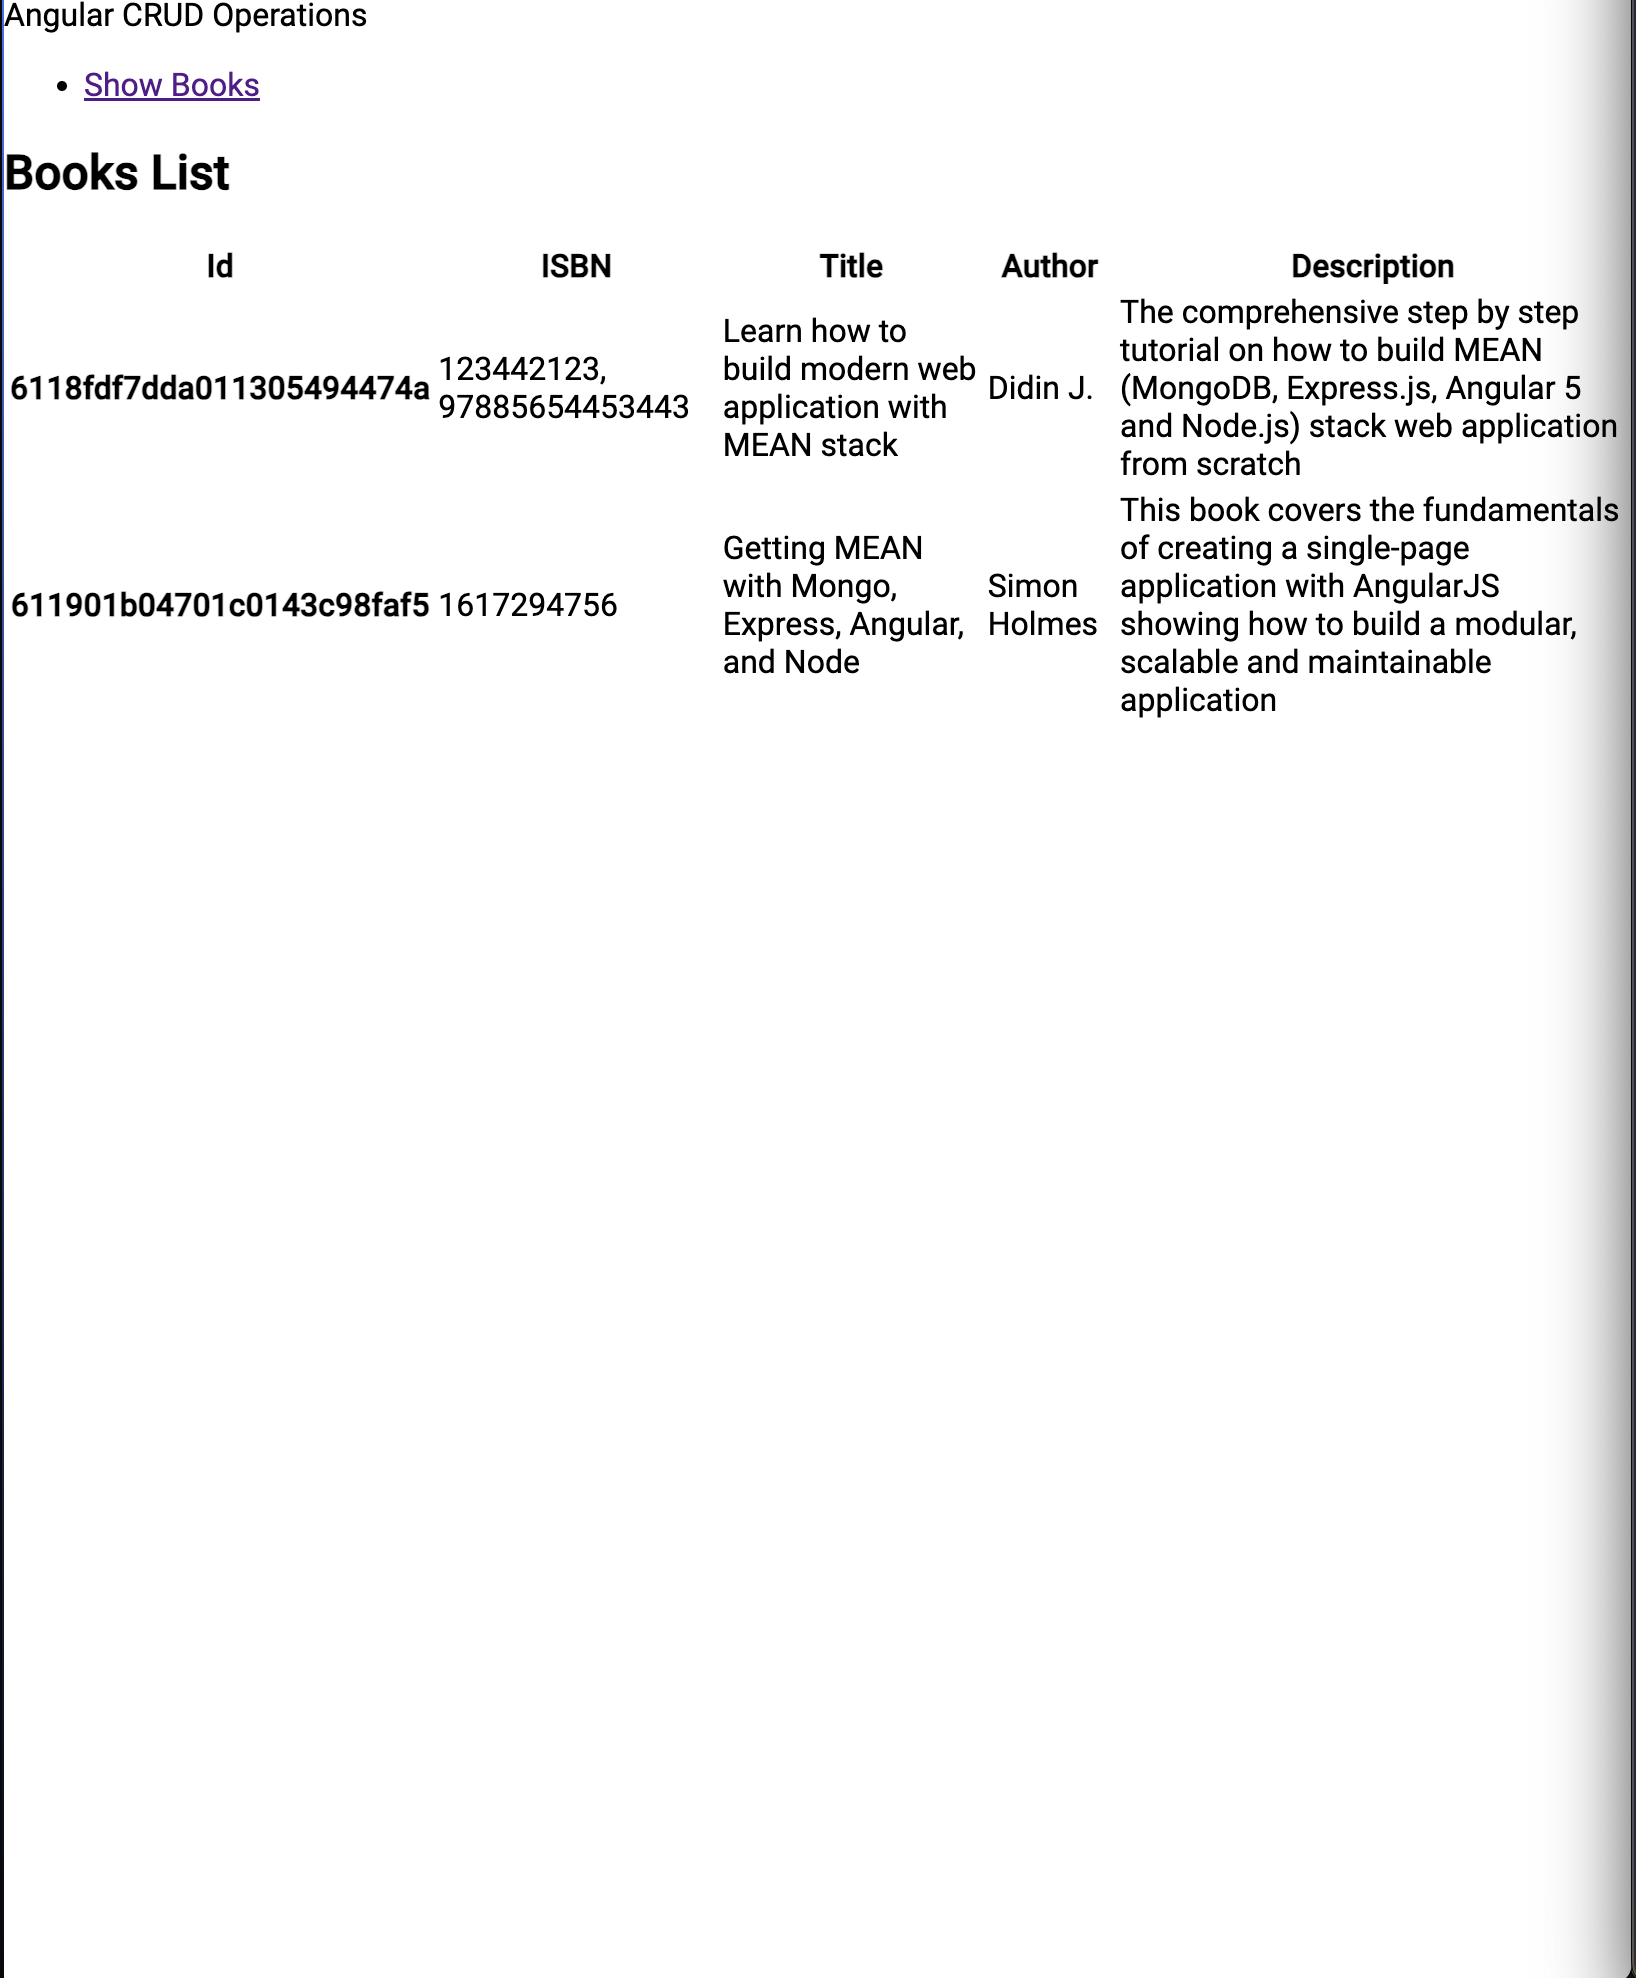 Angular CRUD Operations
Show Books
Books List
Id ISBN Title Author Description
6118fdf7dda011305494474a
123442123,
97885654453443
Learn how to
build modern web
application with
MEAN stack
Didin J.
The comprehensive step by step
tutorial on how to build MEAN
(MongoDB, Express.js, Angular 5
and Node.js) stack web application
from scratch
611901b04701c0143c98faf5
1617294756
Getting MEAN
with Mongo,
Express, Angular,
and Node
Simon
Holmes
This book covers the fundamentals
of creating a single-page
application with AngularJS
showing how to build a modular,
scalable and maintainable
application